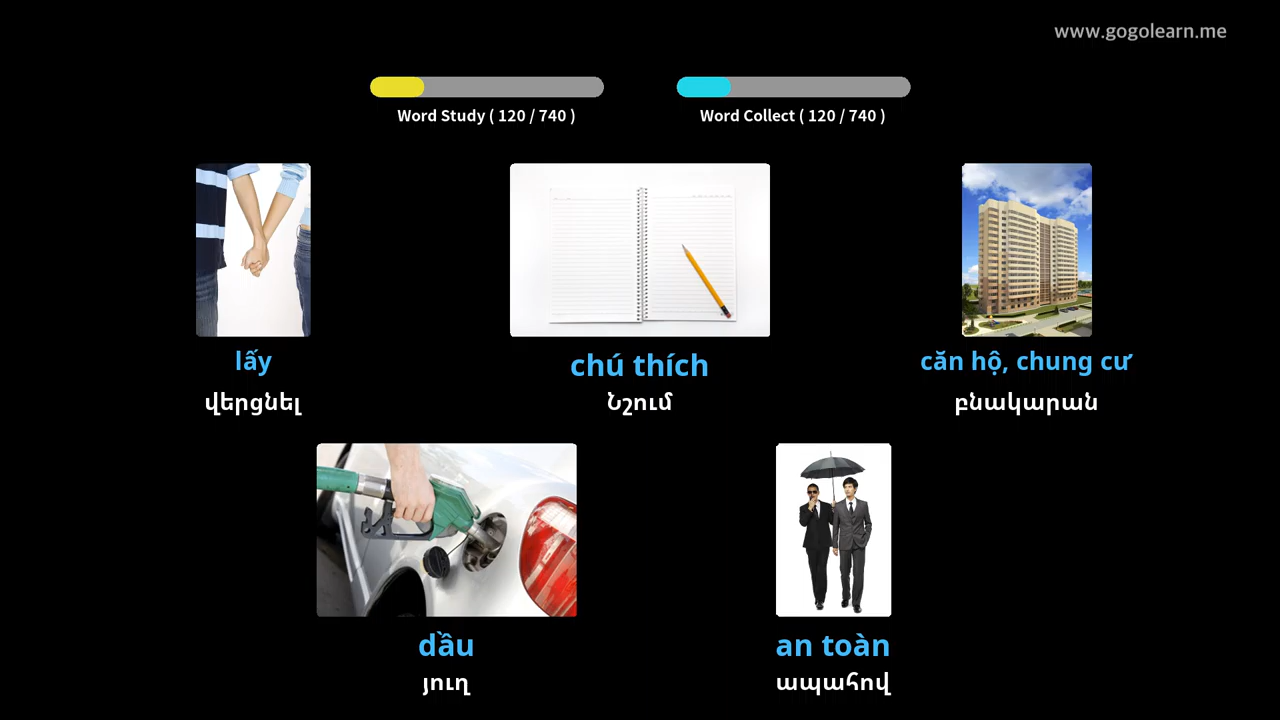 www.gogolearn.me
Word Study ( 120 / 740 )
Word Collect ( 120 / 740 )
lấy
վերցնել
chú thích
Նշում
căn hộ, chung cư
բնակարան
dầu
յուղ
an toàn
ապահով